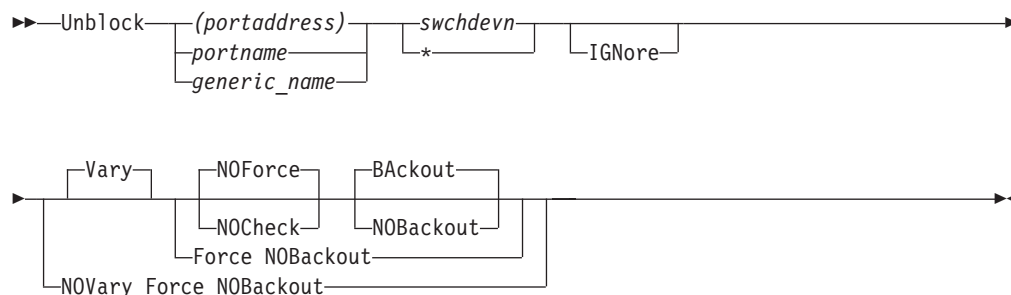 Unblock (portaddress) swchdevn
portname * IGNore
generic_name
Vary NOForce BAckout
NOCheck NOBackout
Force NOBackout
NOVary Force NOBackout